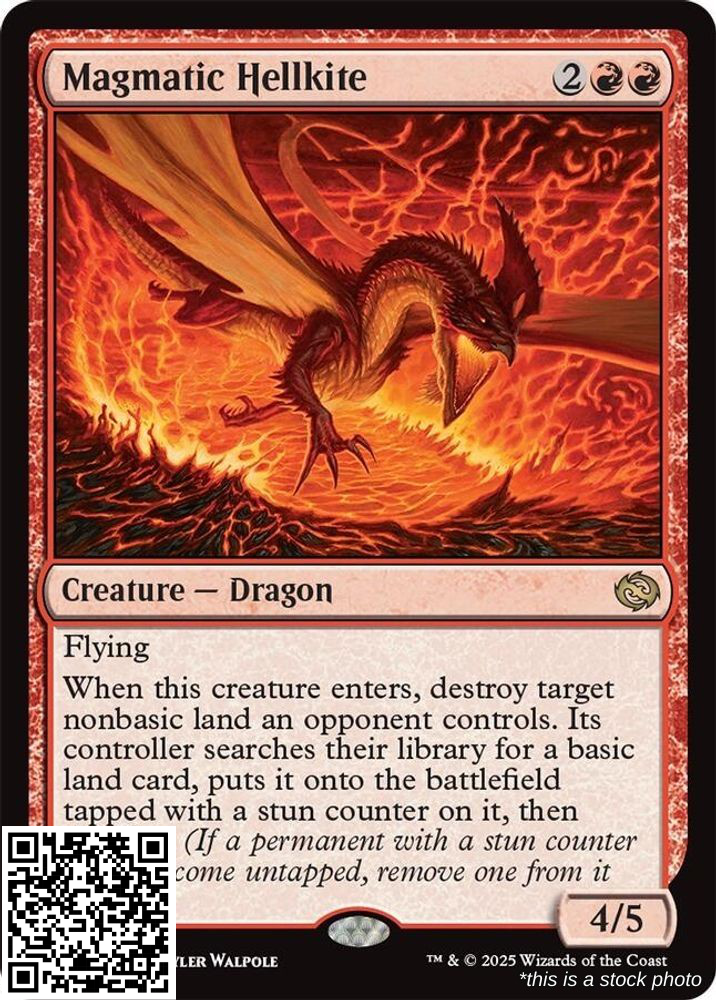 Magmatic Hellkite 2
Creature — Dragon
Flying
When this creature enters, destroy target
nonbasic land an opponent controls. Its
controller searches their library for a basic
land card, puts it onto the battlefield
tapped with a stun counter on it, then
(If a permanent with a stun counter
come untapped, remove one from it
4/5
YLER WALPOLE ™ & © 2025 Wizards of the Coast
*this is a stock photo